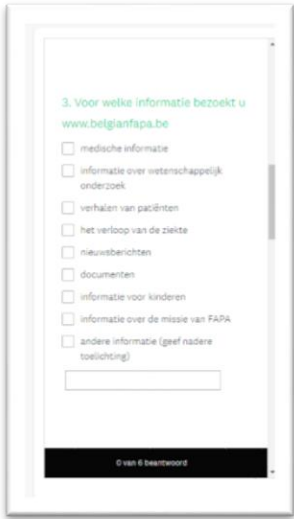 3. Voor welke informatie bezoekt u
www.belgianfapa.be
medische informatie
informatie over wetenschappelijk
onderzoek
verhalen van patiënten
het verloop van de ziekte
nieuwsberichten
documenten
informatie voor kinderen
informatie over de missie van FAPA
andere informatie (geef nadere
toelichting)
0 van 6 beantwoord